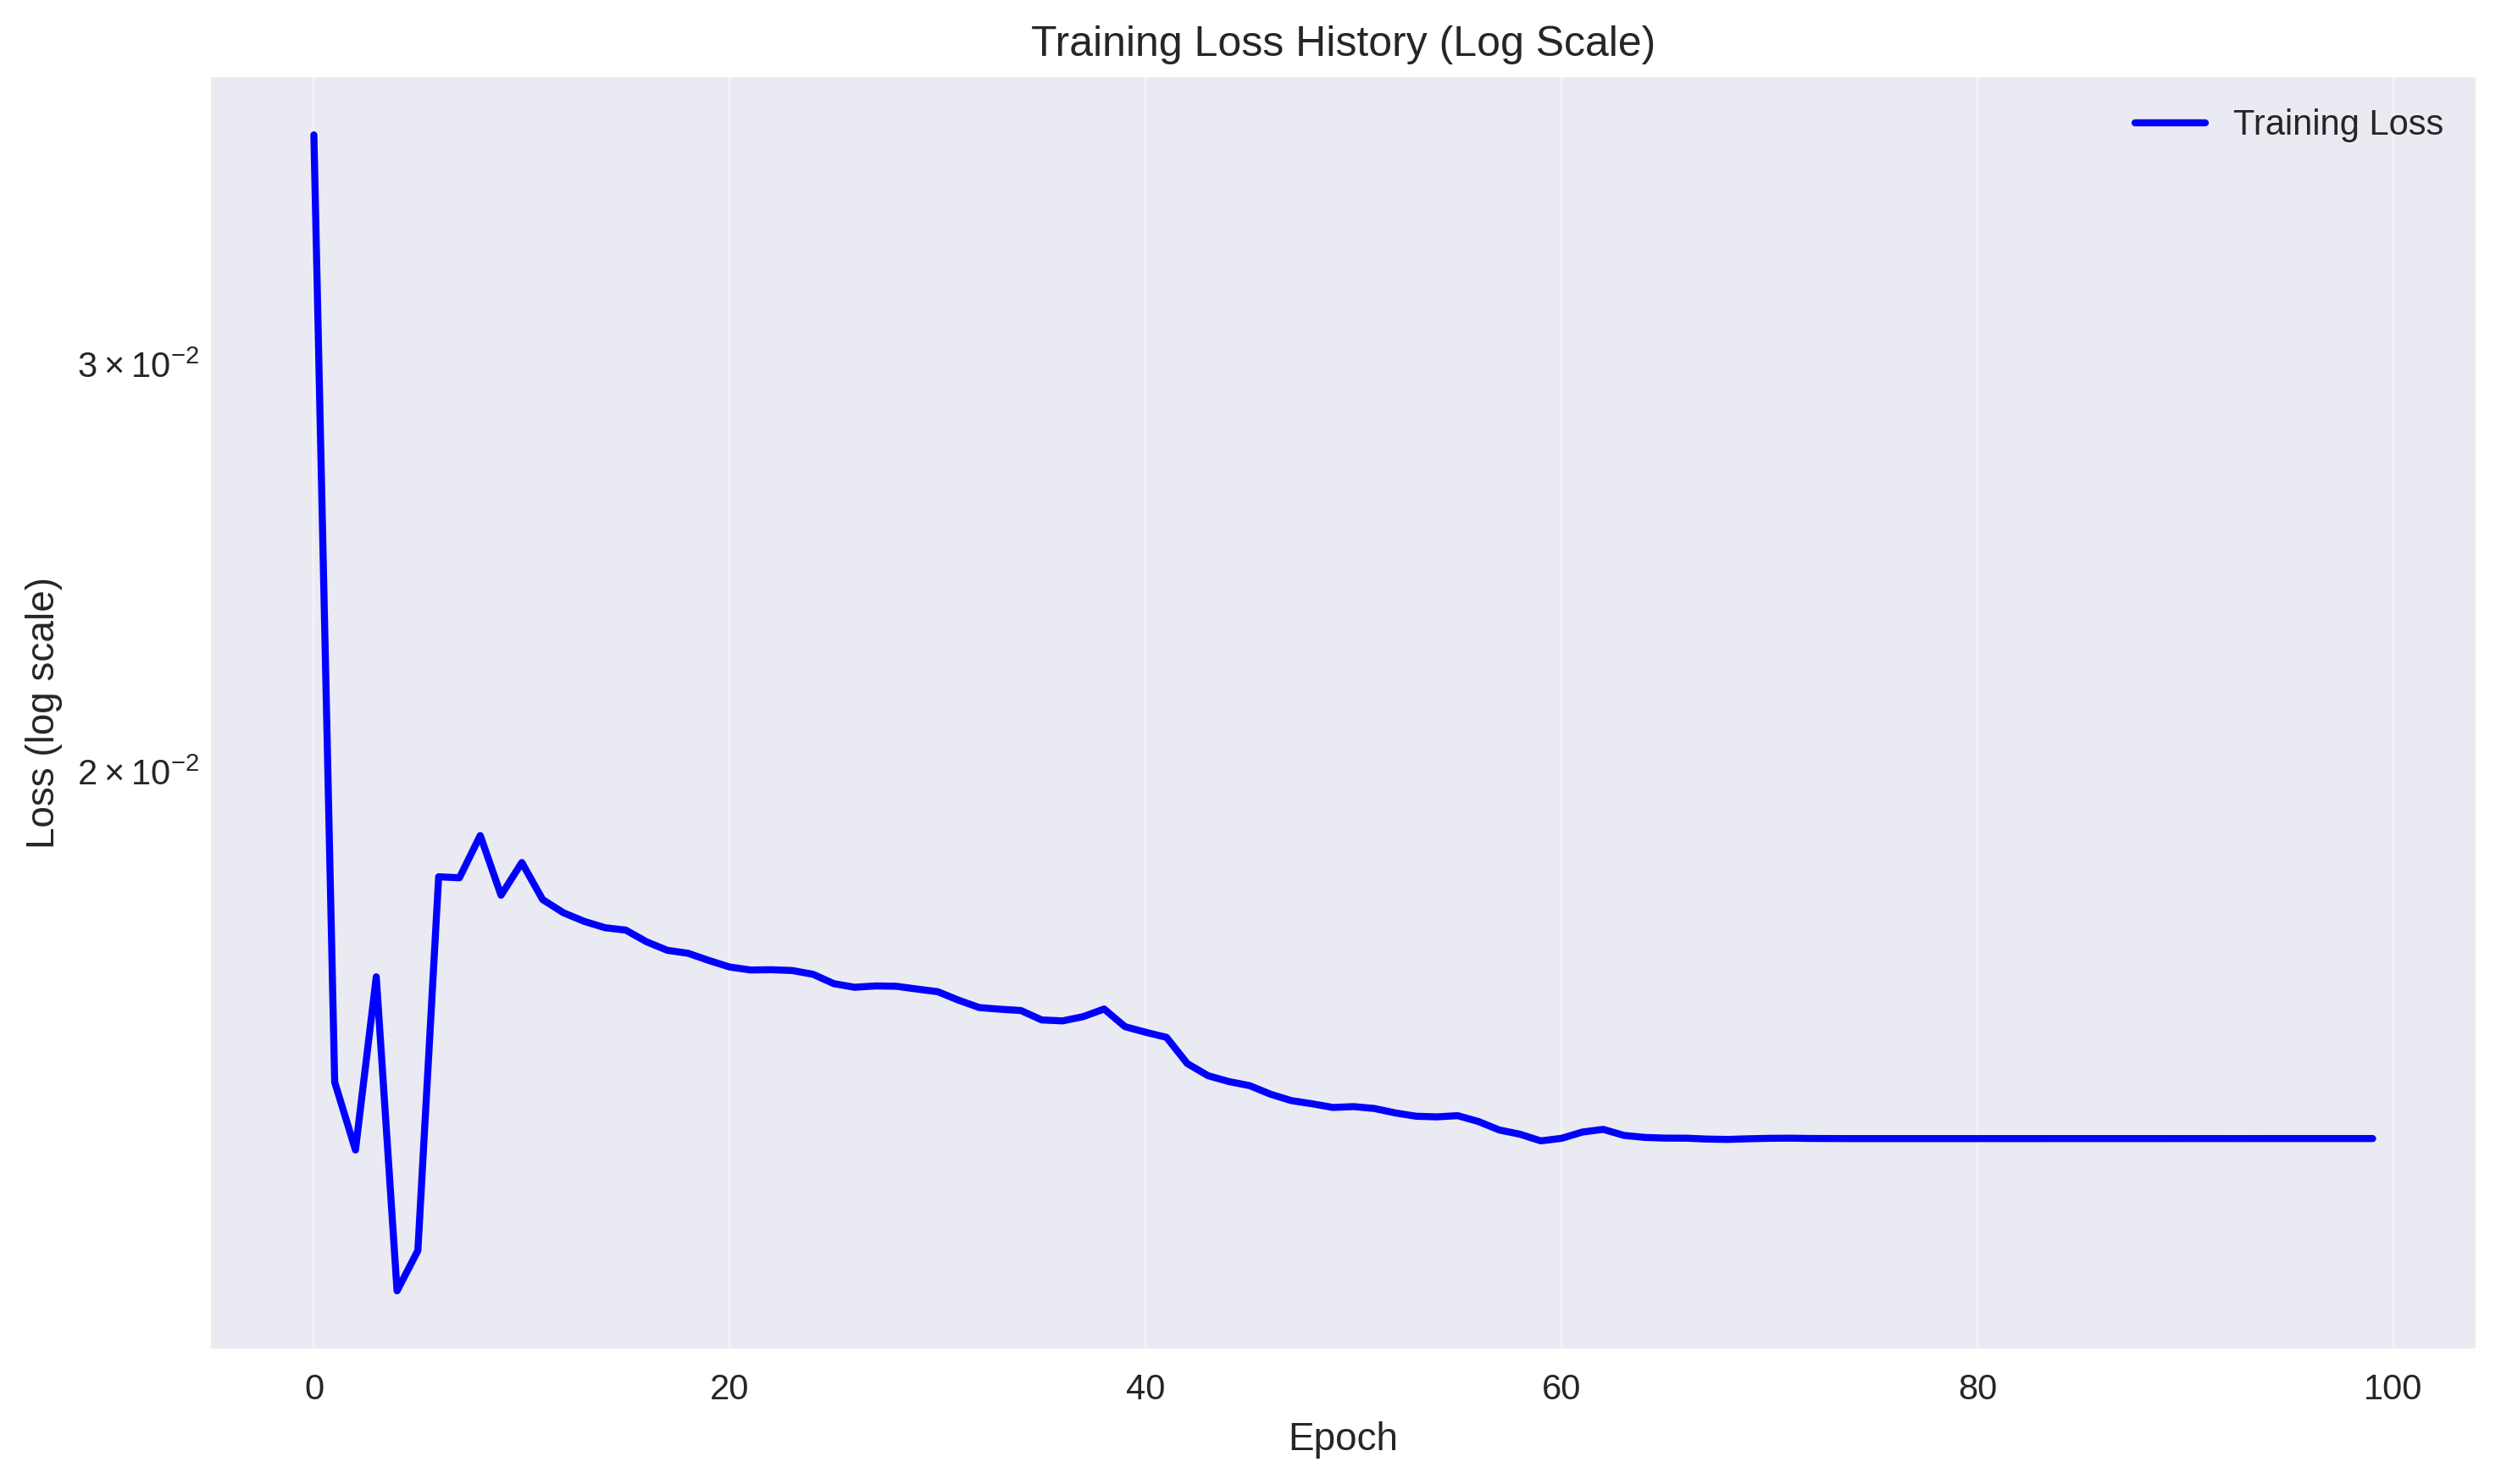 Training Loss History (Log Scale)
Training Loss
3 × 10⁻²
2 × 10⁻²
Loss (log scale)
0 20 40 60 80 100
Epoch